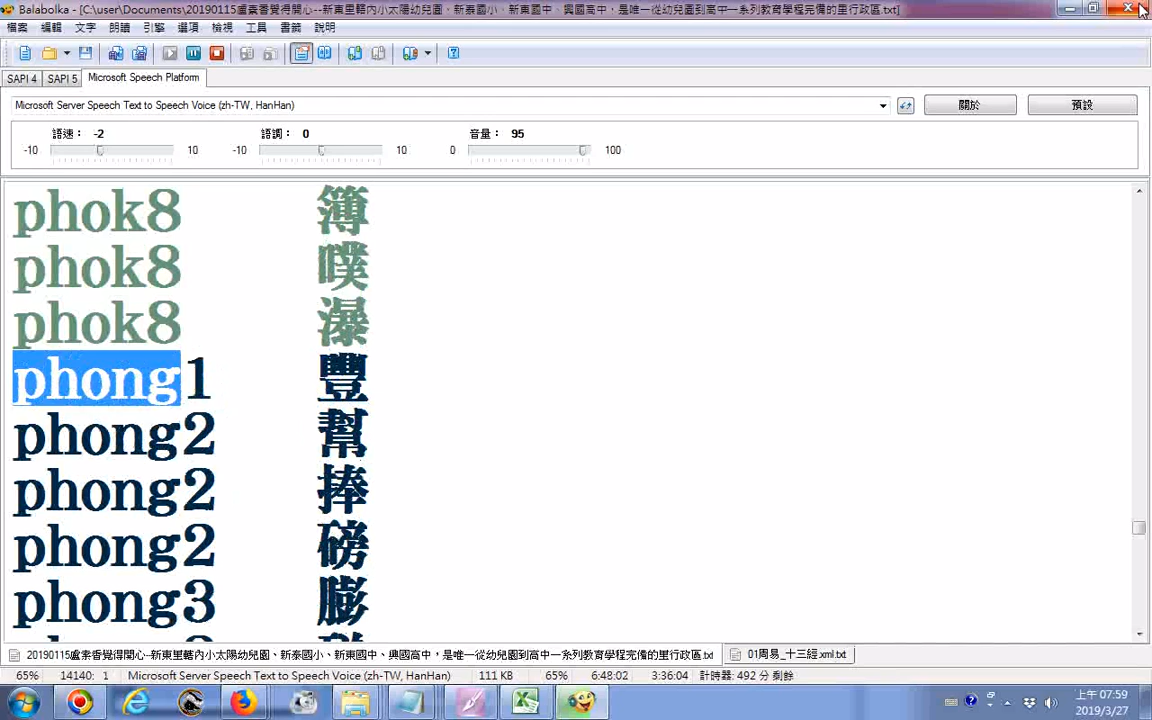 Balabolka - [C:\user\Documents\20190115盧素香覺得開心--新東里轄內小太陽幼兒園、新泰國小、新東國中、興國高中，是唯一從幼兒園到高中一系列教育學程完備的里行政區.txt]
檔案 編輯 文字 朗讀 引擎 選項 檢視 工具 書籤 說明
SAPI 4 SAPI 5 Microsoft Speech Platform
Microsoft Server Speech Text to Speech Voice (zh-TW, HanHan) 關於 預設
語速： -2 語調： 0 音量： 95
-10 10 -10 10 0 100
phok8 簿
phok8 噗
phok8 瀑
phong1 豐
phong2 幇
phong2 捧
phong2 磅
phong3 膨
20190115盧素香覺得開心--新東里轄內小太陽幼兒園、新泰國小、新東國中、興國高中，是唯一從幼兒園到高中一系列教育學程完備的里行政區.txt 01周易_十三經.xml.txt
65% 14140: 1 Microsoft Server Speech Text to Speech Voice (zh-TW, HanHan) 111 KB 65% 6:48:02 3:36:04 計時器: 492 分 剩餘
上午 07:59
2019/3/27